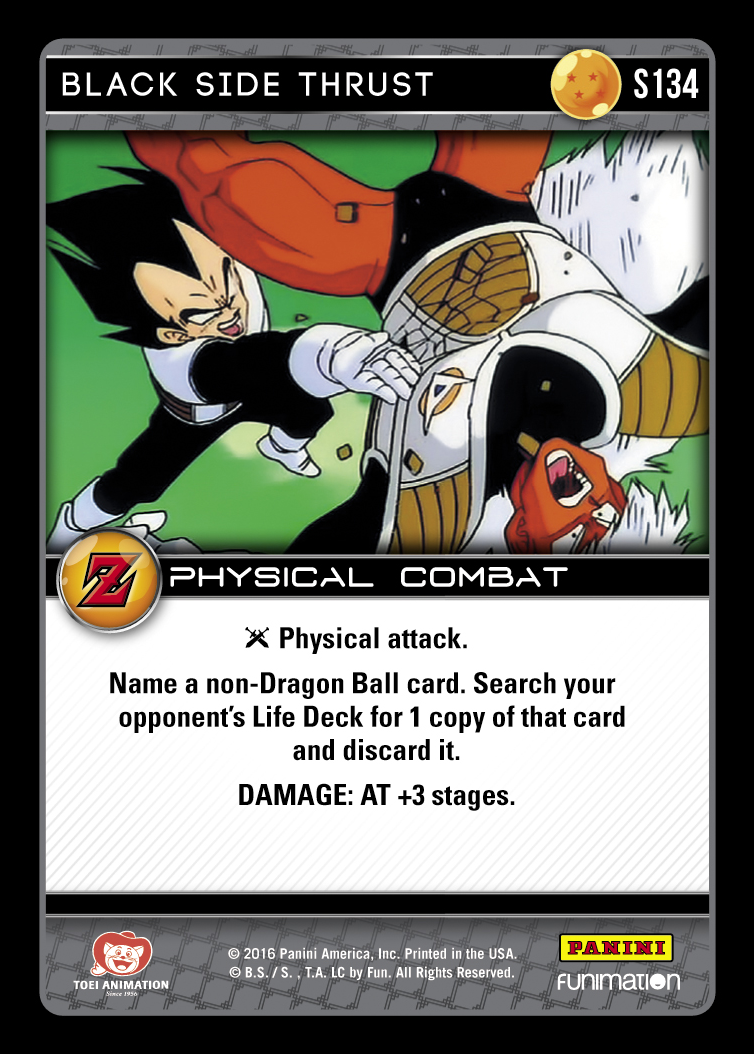 BLACK SIDE THRUST
S134
Z
PHYSICAL COMBAT
Physical attack.
Name a non-Dragon Ball card. Search your
opponent's Life Deck for 1 copy of that card
and discard it.
DAMAGE: AT +3 stages.
TOEI ANIMATION
Since 1956
© 2016 Panini America, Inc. Printed in the USA.
© B.S. / S. , T.A. LC by Fun. All Rights Reserved.
PANINI
FUNIMATION